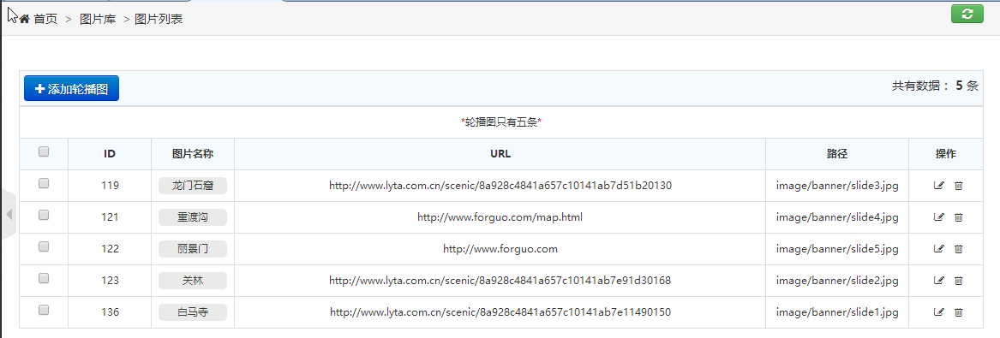 首页 > 图片库 > 图片列表
添加轮播图 共有数据： 5 条
*轮播图只有五条*
ID 图片名称 URL 路径 操作
119 龙门石窟 http://www.lyta.com.cn/scenic/8a928c4841a657c10141ab7d51b20130 image/banner/slide3.jpg
121 重渡沟 http://www.forguo.com/map.html image/banner/slide4.jpg
122 丽景门 http://www.forguo.com image/banner/slide5.jpg
123 关林 http://www.lyta.com.cn/scenic/8a928c4841a657c10141ab7e91d30168 image/banner/slide2.jpg
136 白马寺 http://www.lyta.com.cn/scenic/8a928c4841a657c10141ab7e11490150 image/banner/slide1.jpg